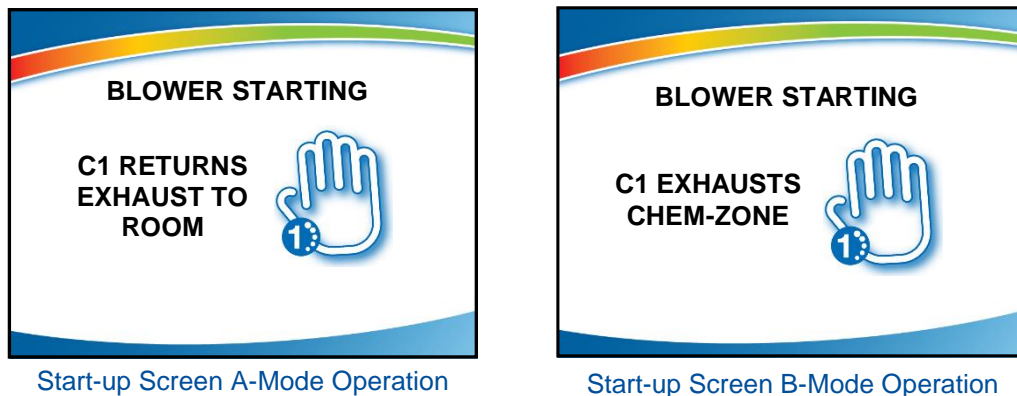 BLOWER STARTING
C1 RETURNS
EXHAUST TO
ROOM
1
Start-up Screen A-Mode Operation
BLOWER STARTING
C1 EXHAUSTS
CHEM-ZONE
1
Start-up Screen B-Mode Operation